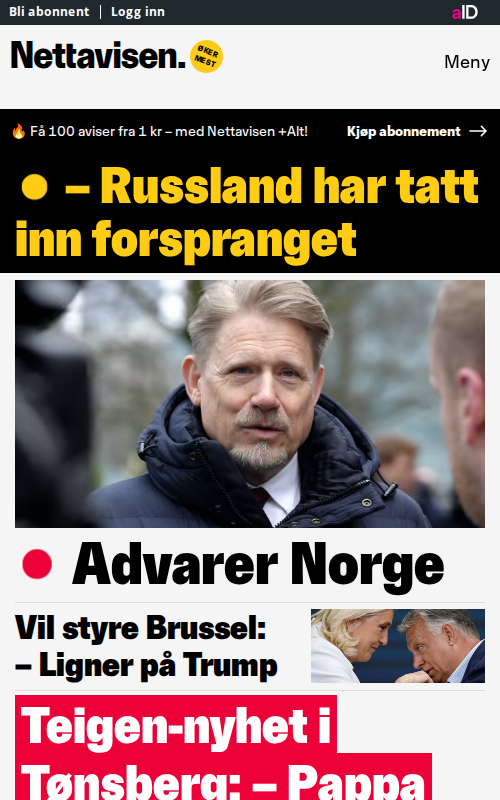 Bli abonnent | Logg inn
aID
Nettavisen.
ØKER
MEST
Meny
🔥 Få 100 aviser fra 1 kr – med Nettavisen +Alt!
Kjøp abonnement →
– Russland har tatt
inn forspranget
Advarer Norge
Vil styre Brussel:
– Ligner på Trump
Teigen-nyhet i
Tønsberg: – Pappa